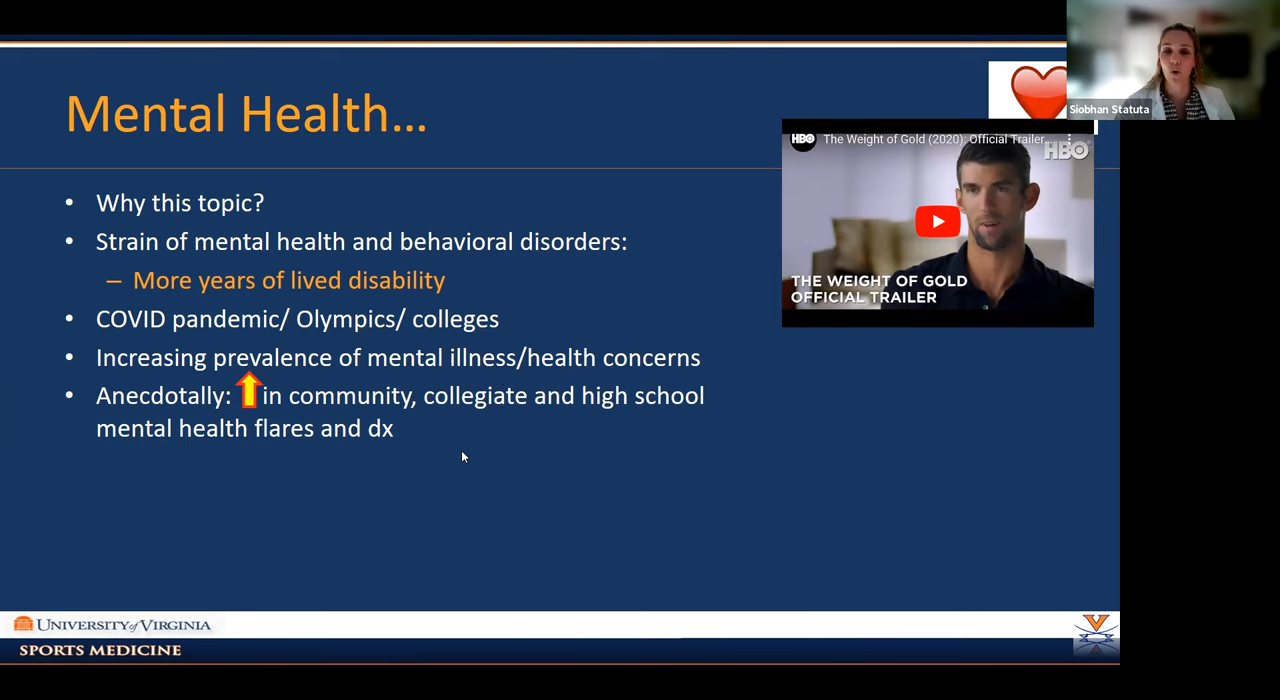 Mental Health...
Siobhan Statuta
HBO
The Weight of Gold (2020): Official Trailer...
HBO
THE WEIGHT OF GOLD
OFFICIAL TRAILER
• Why this topic?
• Strain of mental health and behavioral disorders:
– More years of lived disability
• COVID pandemic/ Olympics/ colleges
• Increasing prevalence of mental illness/health concerns
• Anecdotally: in community, collegiate and high school
mental health flares and dx
UNIVERSITY of VIRGINIA
SPORTS MEDICINE